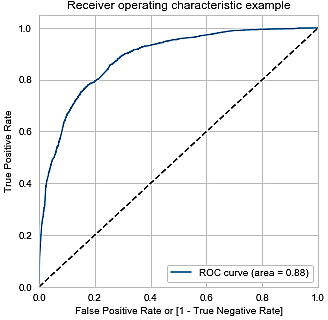 Receiver operating characteristic example
1.0
0.8
0.6
0.4
0.2
0.0
True Positive Rate
ROC curve (area = 0.88)
0.0 0.2 0.4 0.6 0.8 1.0
False Positive Rate or [1 - True Negative Rate]